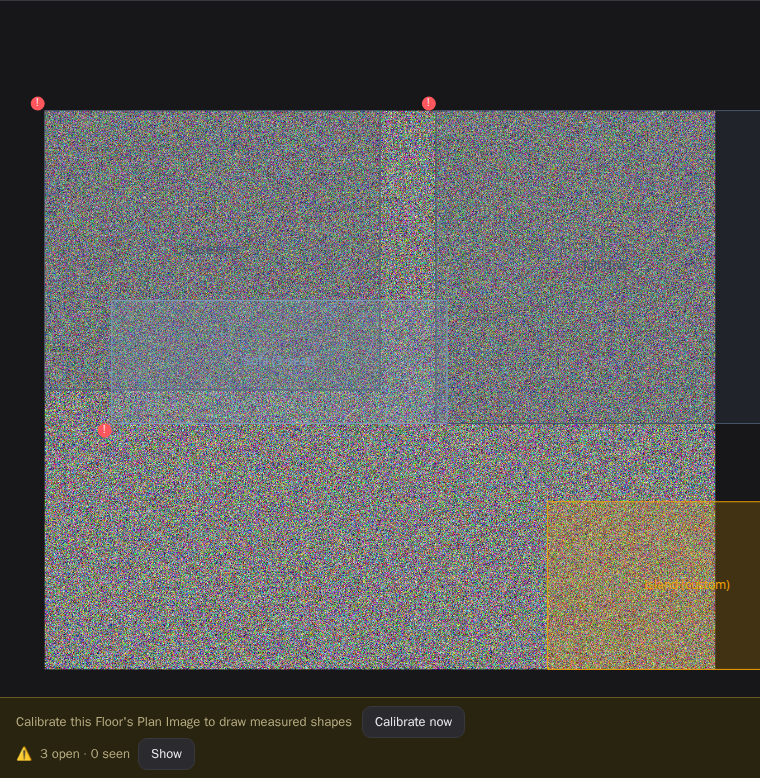 Calibrate this Floor's Plan Image to draw measured shapes
Calibrate now
3 open · 0 seen
Show